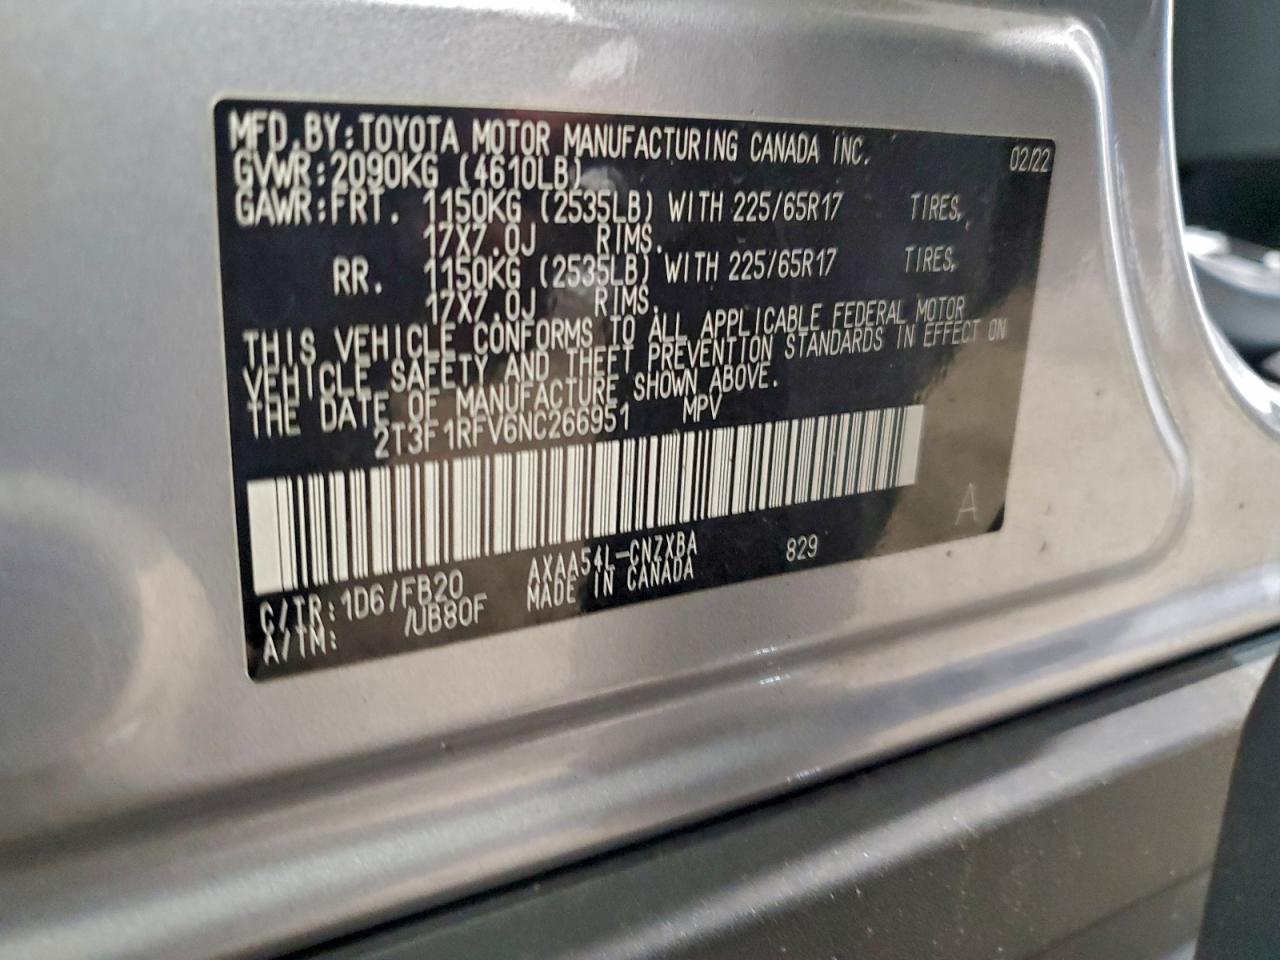 MFD.BY:TOYOTA MOTOR MANUFACTURING CANADA INC. 02/22
GVWR:2090KG (4610LB)
GAWR:FRT. 1150KG (2535LB) WITH 225/65R17 TIRES,
17X7.0J RIMS.
RR. 1150KG (2535LB) WITH 225/65R17 TIRES,
17X7.0J RIMS.
THIS VEHICLE CONFORMS TO ALL APPLICABLE FEDERAL MOTOR
VEHICLE SAFETY AND THEFT PREVENTION STANDARDS IN EFFECT ON
THE DATE OF MANUFACTURE SHOWN ABOVE.
2T3F1RFV6NC266951 MPV
A
C/TR:1D6/FB20 AXAA54L-CNZXBA 829
A/TM: /UB80F MADE IN CANADA